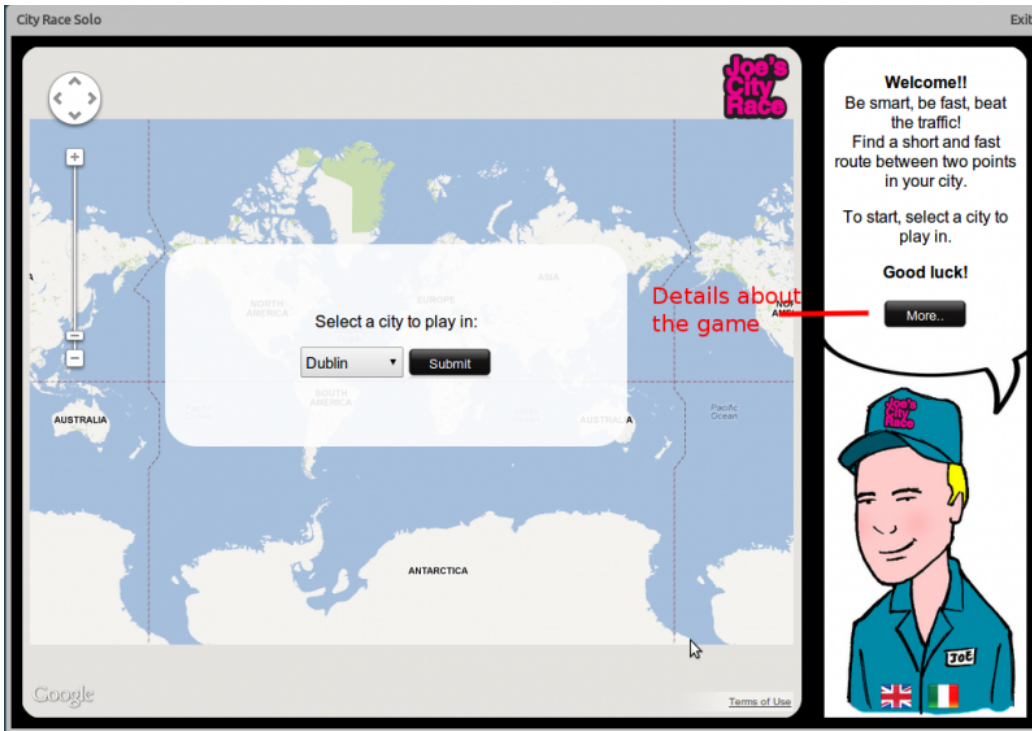 City Race Solo
Exit
Joe's
City
Race
Welcome!!
Be smart, be fast, beat
the traffic!
Find a short and fast
route between two points
in your city.
To start, select a city to
play in.
Good luck!
More..
Details about
the game
ASIA
NORTH
AMERICA
EUROPE
Select a city to play in:
Dublin
Submit
SOUTH
AMERICA
AUSTRALIA
AUSTRALIA
Pacific
Ocean
ANTARCTICA
Joe's
City
Race
JOE
Google
Terms of Use